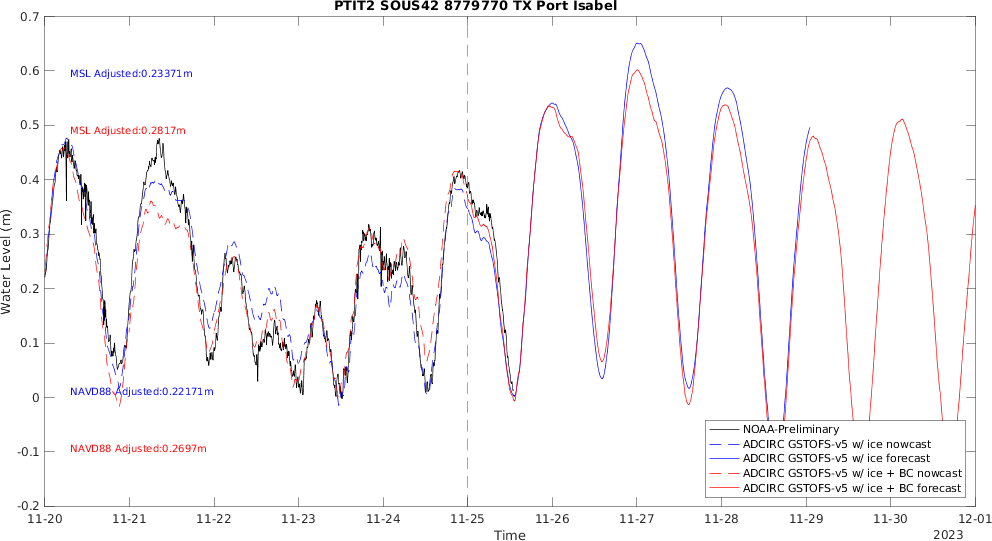 PTIT2 SOUS42 8779770 TX Port Isabel
0.7
0.6
0.5
0.4
0.3
0.2
0.1
0
-0.1
-0.2
Water Level (m)
MSL Adjusted:0.23371m
MSL Adjusted:0.2817m
NAVD88 Adjusted:0.22171m
NAVD88 Adjusted:0.2697m
NOAA-Preliminary
ADCIRC GSTOFS-v5 w/ ice nowcast
ADCIRC GSTOFS-v5 w/ ice forecast
ADCIRC GSTOFS-v5 w/ ice + BC nowcast
ADCIRC GSTOFS-v5 w/ ice + BC forecast
11-20 11-21 11-22 11-23 11-24 11-25 11-26 11-27 11-28 11-29 11-30 12-01
Time
2023